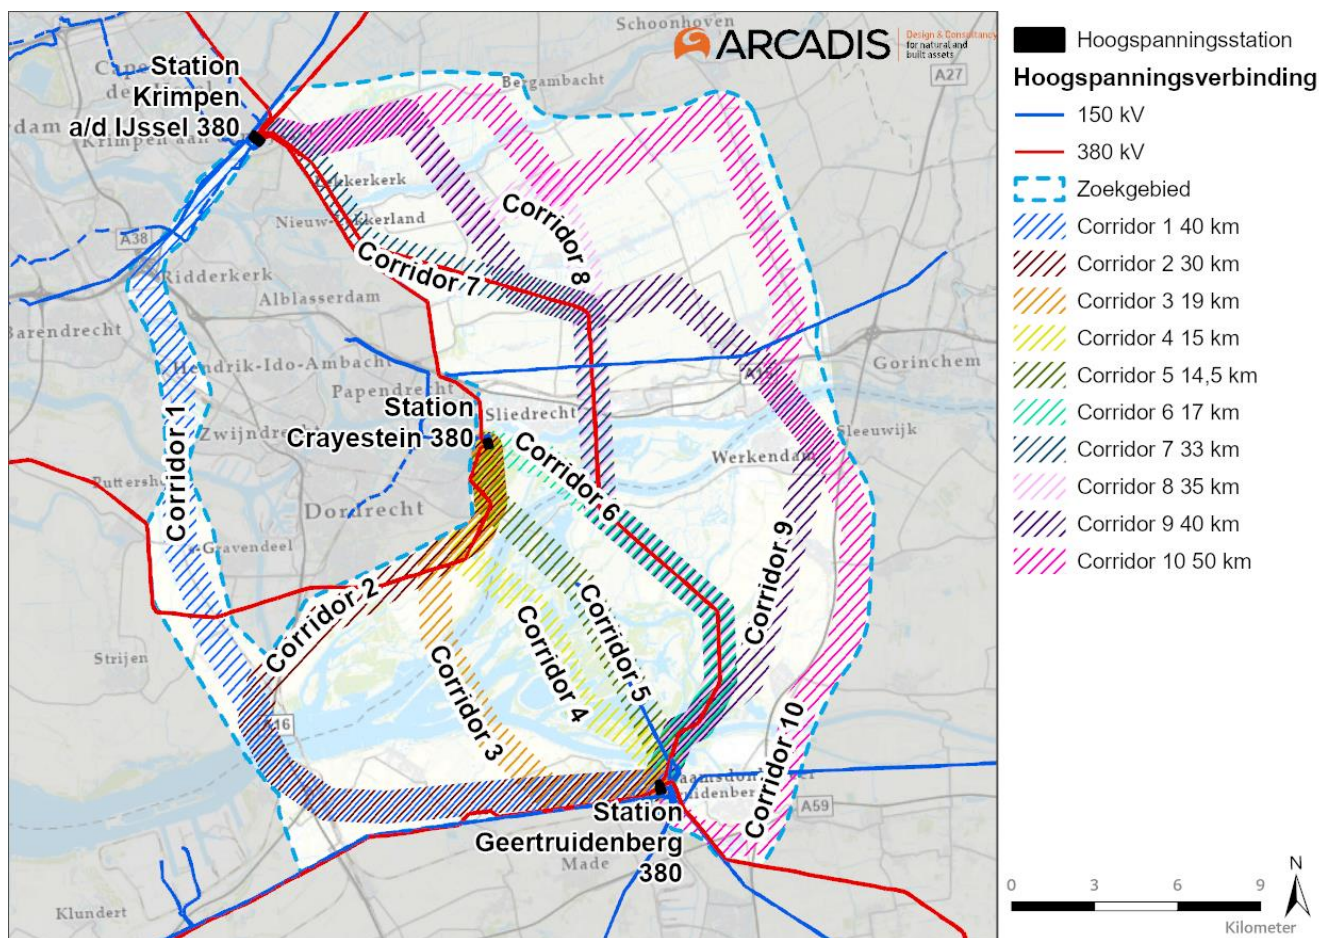 Schoonhoven
ARCADIS
Design & Consultancy
for natural and
built assets
Station
Krimpen
a/d IJssel 380
Bergambacht
A27
Lekkerkerk
Corridor 8
A38
Ridderkerk
Corridor 7
Alblasserdam
Barendrecht
Hendrik-Ido-Ambacht
Gorinchem
Papendrecht
Station
Crayestein 380
Sliedrecht
Corridor 1
Zwijndrecht
Corridor 6
Werkendam
Sleeuwijk
Dordrecht
Corridor 9
Corridor 2
Corridor 5
Corridor 4
Strijen
Corridor 3
A16
Corridor 10
A59
Station
Geertruidenberg
380
Made
Klundert
Hoogspanningsstation
Hoogspanningsverbinding
150 kV
380 kV
Zoekgebied
Corridor 1 40 km
Corridor 2 30 km
Corridor 3 19 km
Corridor 4 15 km
Corridor 5 14,5 km
Corridor 6 17 km
Corridor 7 33 km
Corridor 8 35 km
Corridor 9 40 km
Corridor 10 50 km
N
0 3 6 9
Kilometer